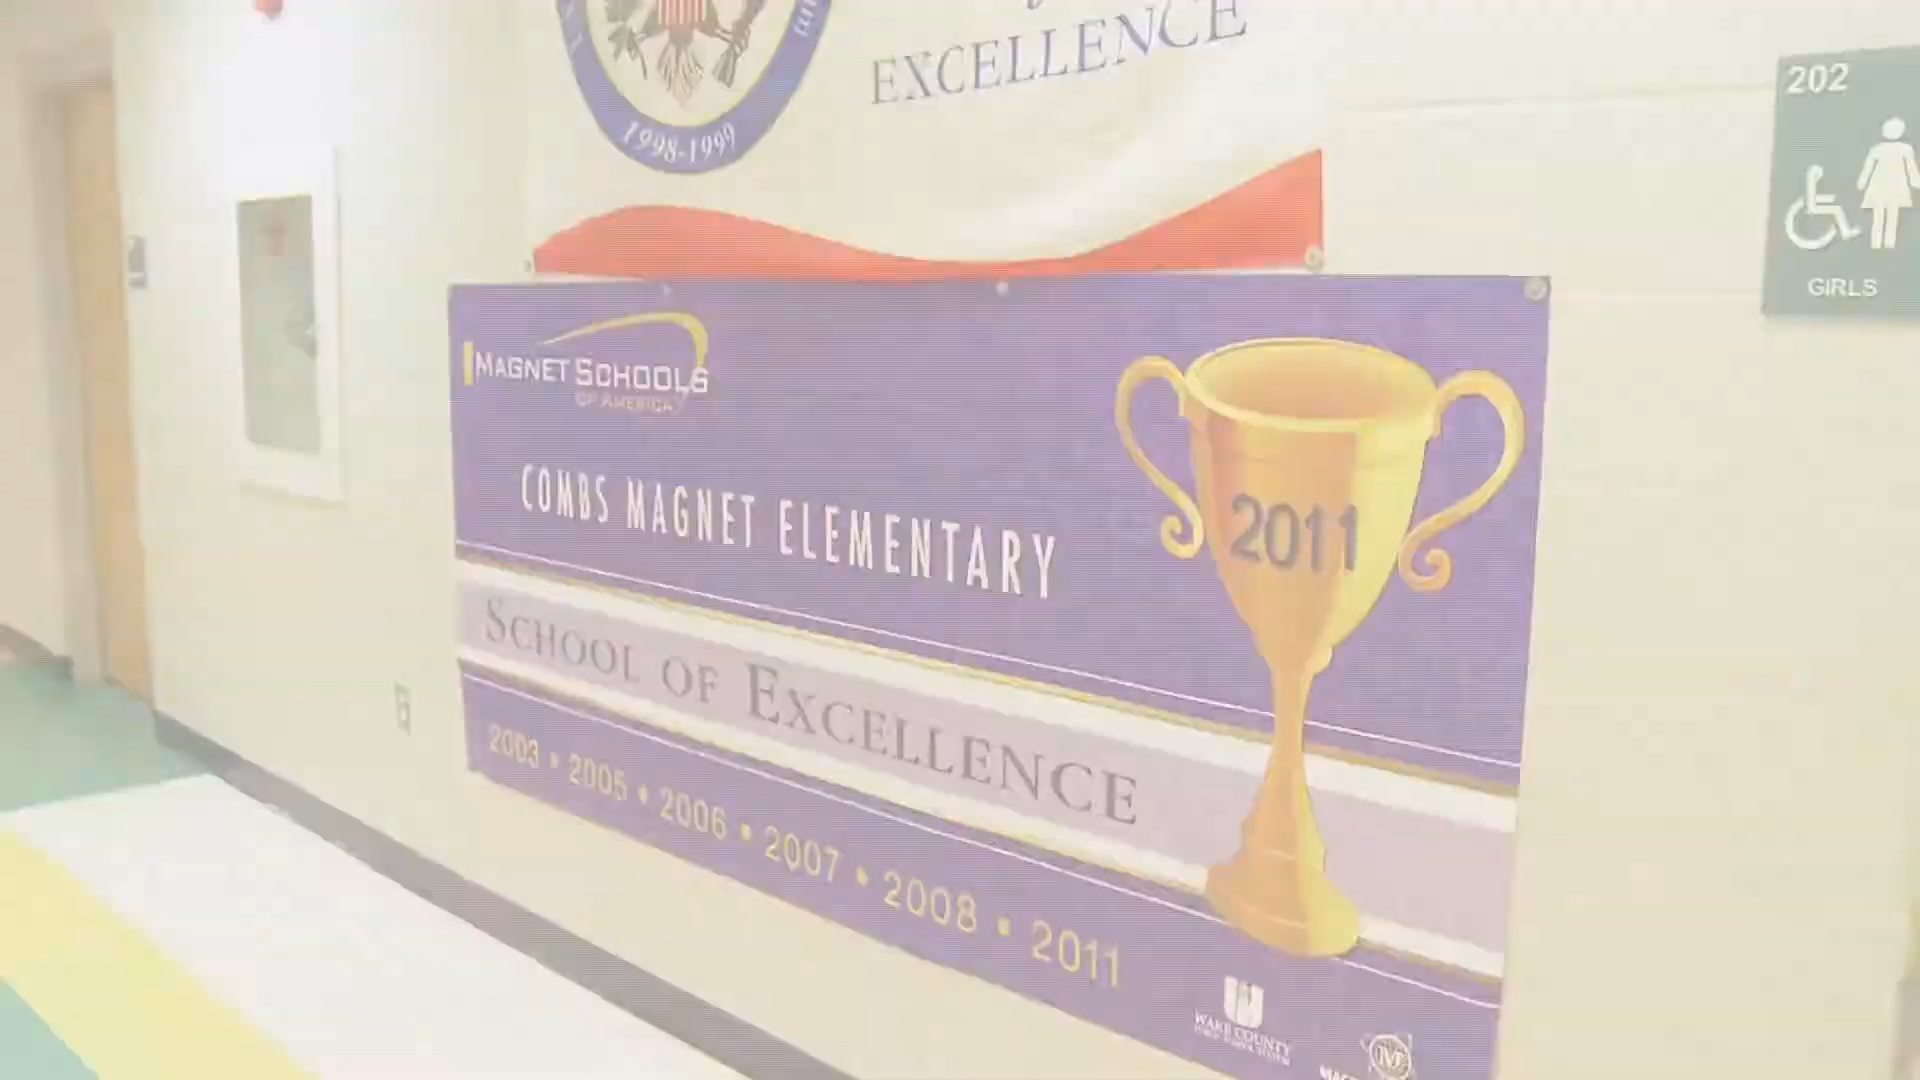 EXCELLENCE
1998-1999
202
GIRLS
MAGNET SCHOOLS
OF AMERICA
COMBS MAGNET ELEMENTARY
2011
SCHOOL OF EXCELLENCE
2003 • 2005 • 2006 • 2007 • 2008 • 2011
WAKE COUNTY